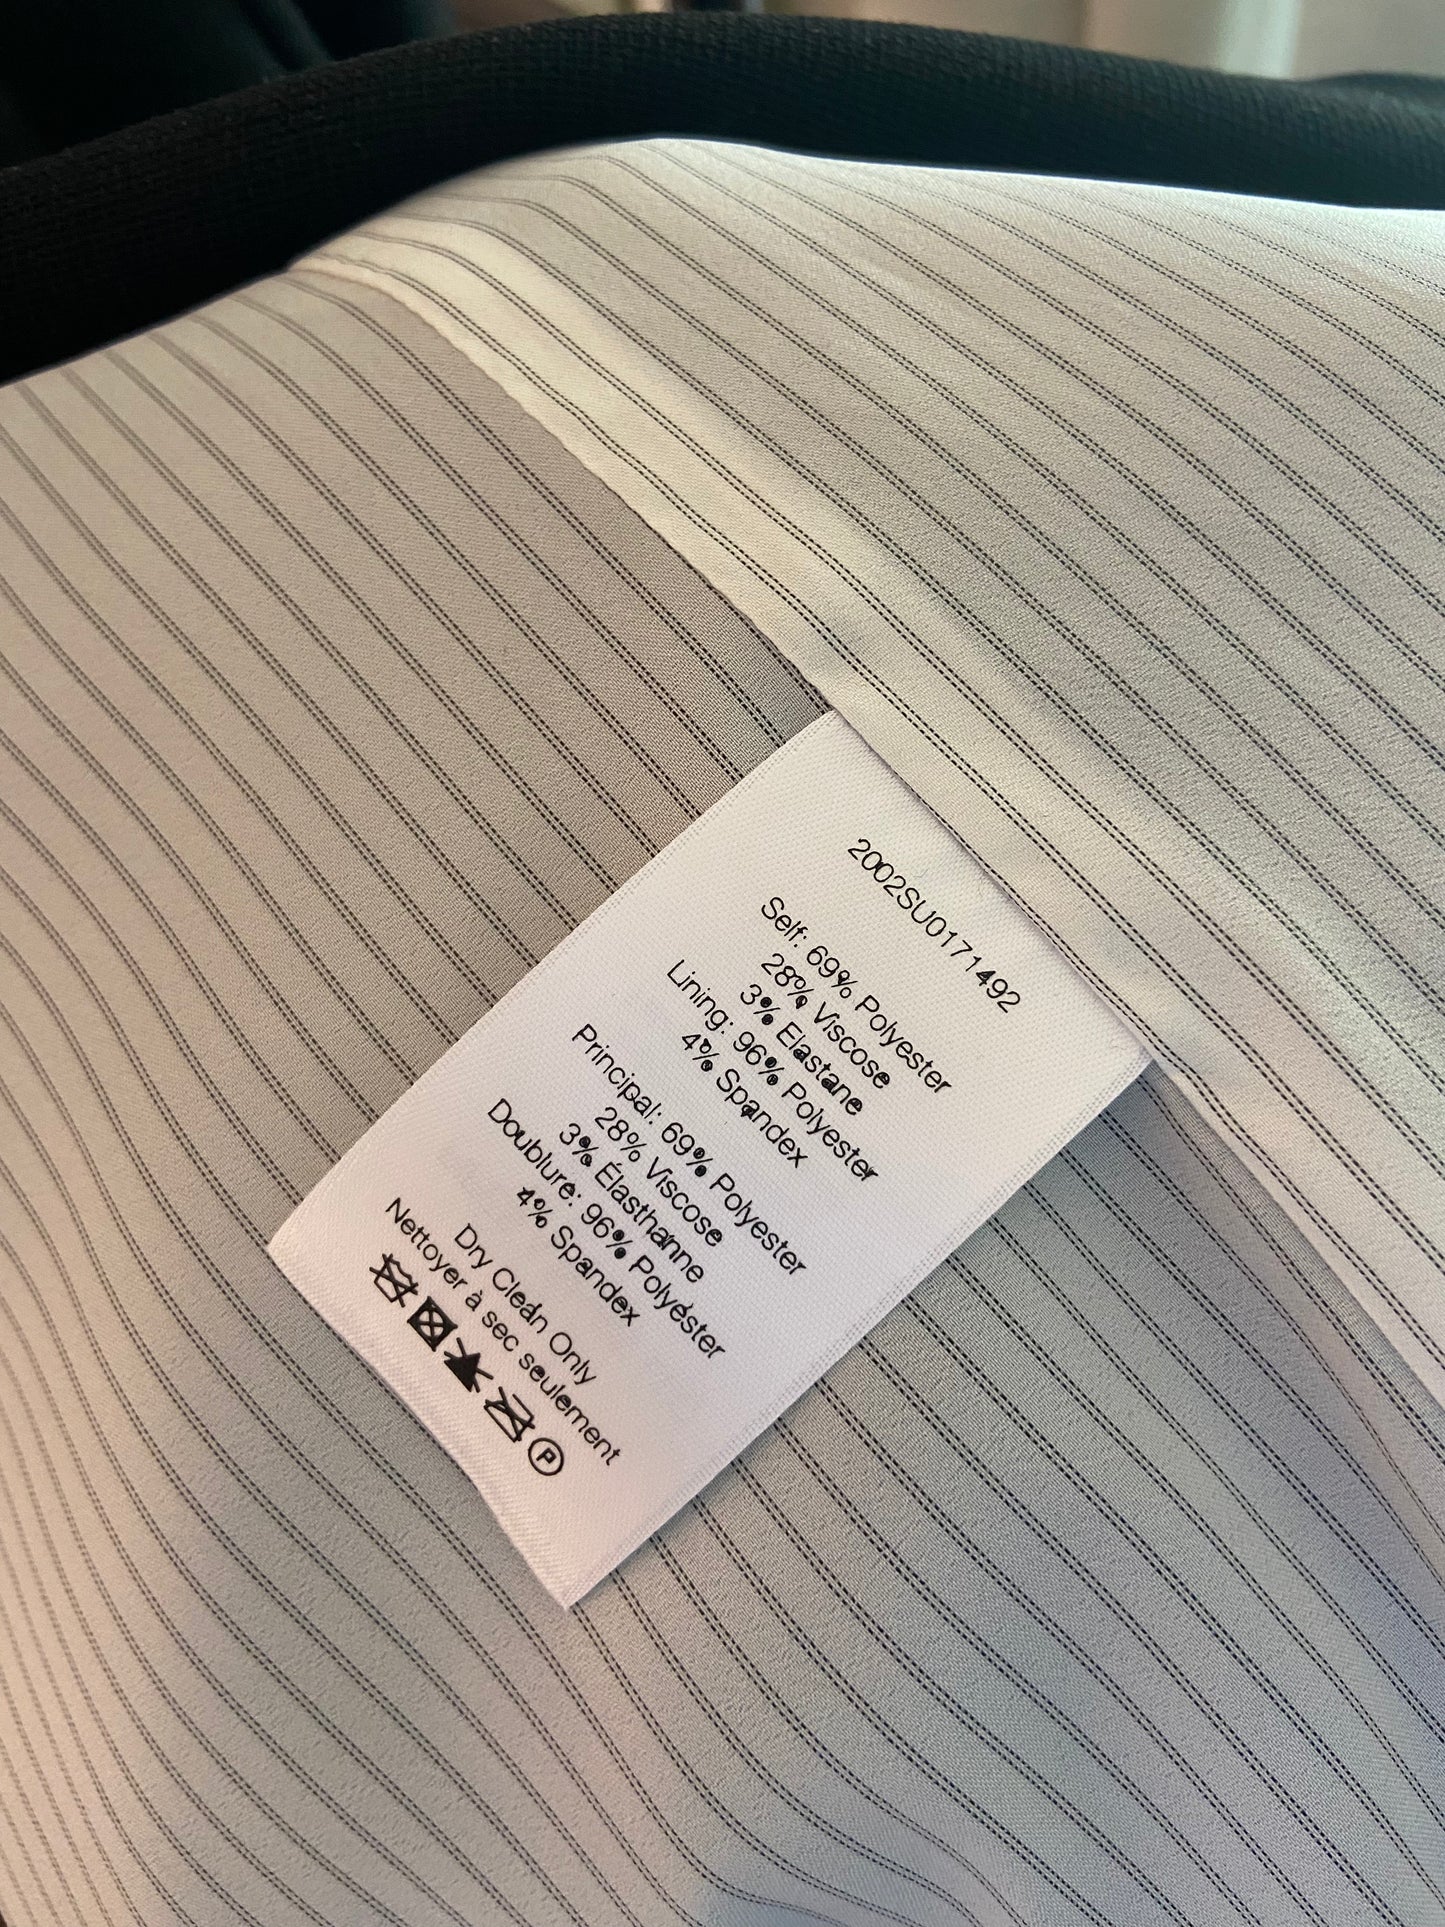 2002SU0171492
Self: 69% Polyester
28% Viscose
3% Elastane
Lining: 96% Polyester
4% Spandex
Principal: 69% Polyester
28% Viscose
3% Élasthanne
Doublure: 96% Polyéster
4% Spandex
Dry Clean Only
Nettoyer à sec seulement
P